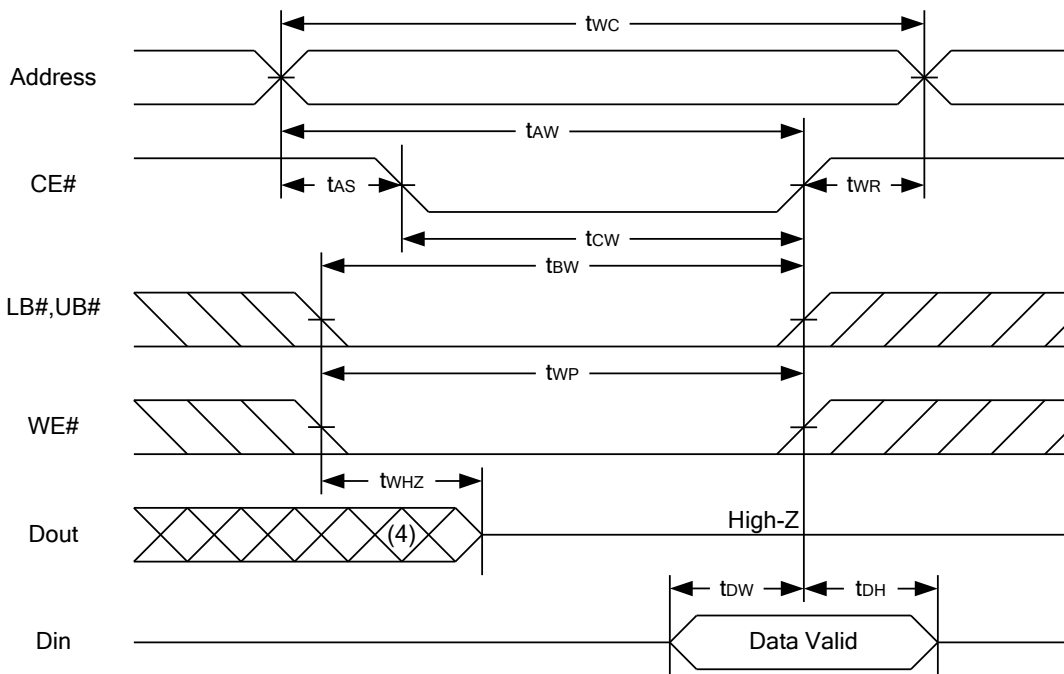 tWC
Address
tAW
CE#
tAS
tWR
tCW
tBW
LB#,UB#
tWP
WE#
tWHZ
High-Z
Dout
(4)
tDW
tDH
Din
Data Valid